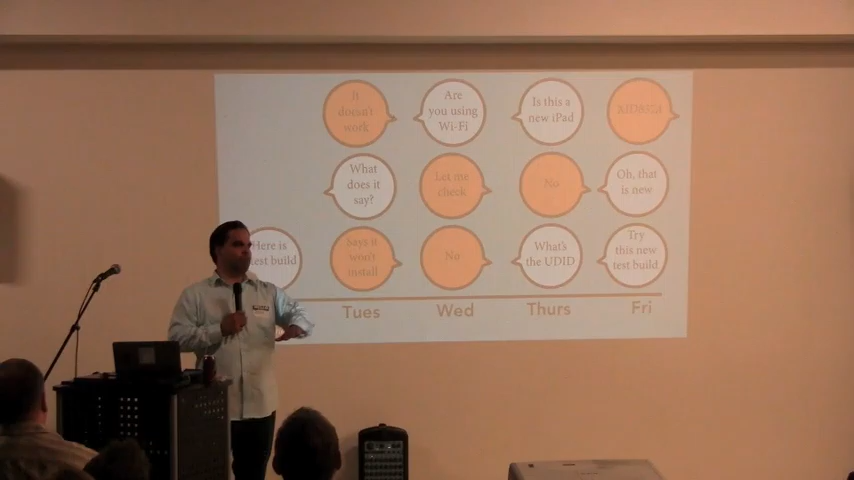 It
doesn't
work
Are
you using
Wi-Fi
Is this a
new iPad
What
does it
say?
Let me
check
No
Oh, that
is new
Here is
test build
Says it
won't
install
No
What's
the UDID
Try
this new
test build
Tues
Wed
Thurs
Fri